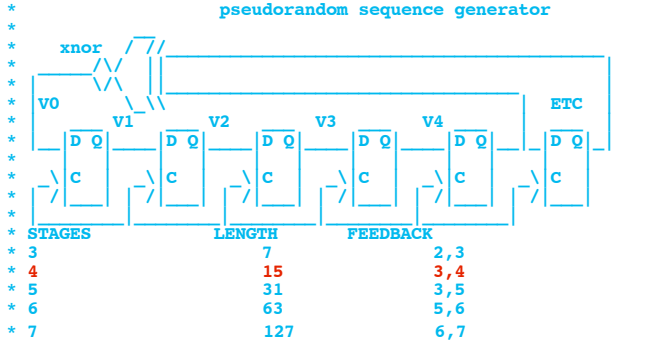 * pseudorandom sequence generator
*
* xnor
*
*
* V0 ETC
* V1 V2 V3 V4
* D Q D Q D Q D Q D Q D Q
*
* C C C C C C
*
*
* STAGES LENGTH FEEDBACK
* 3 7 2,3
* 4 15 3,4
* 5 31 3,5
* 6 63 5,6
* 7 127 6,7